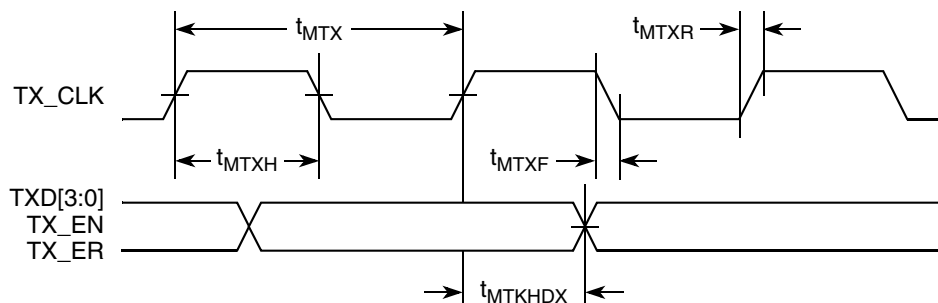 tMTX
tMTXR
TX_CLK
tMTXH
tMTXF
TXD[3:0]
TX_EN
TX_ER
tMTKHDX